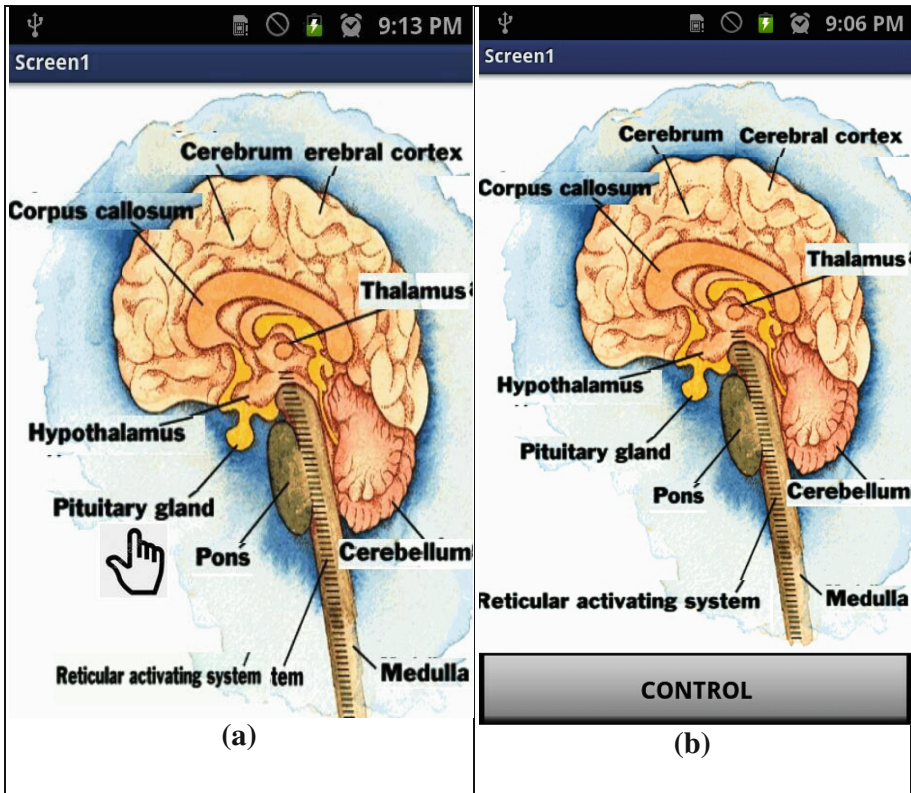 9:13 PM
Screen1
Cerebrum erebral cortex
Corpus callosum
Thalamus
Hypothalamus
Pituitary gland
Pons
Cerebellum
Reticular activating system tem
Medulla
(a)
9:06 PM
Screen1
Cerebrum Cerebral cortex
Corpus callosum
Thalamus
Hypothalamus
Pituitary gland
Pons
Cerebellum
Reticular activating system
Medulla
CONTROL
(b)